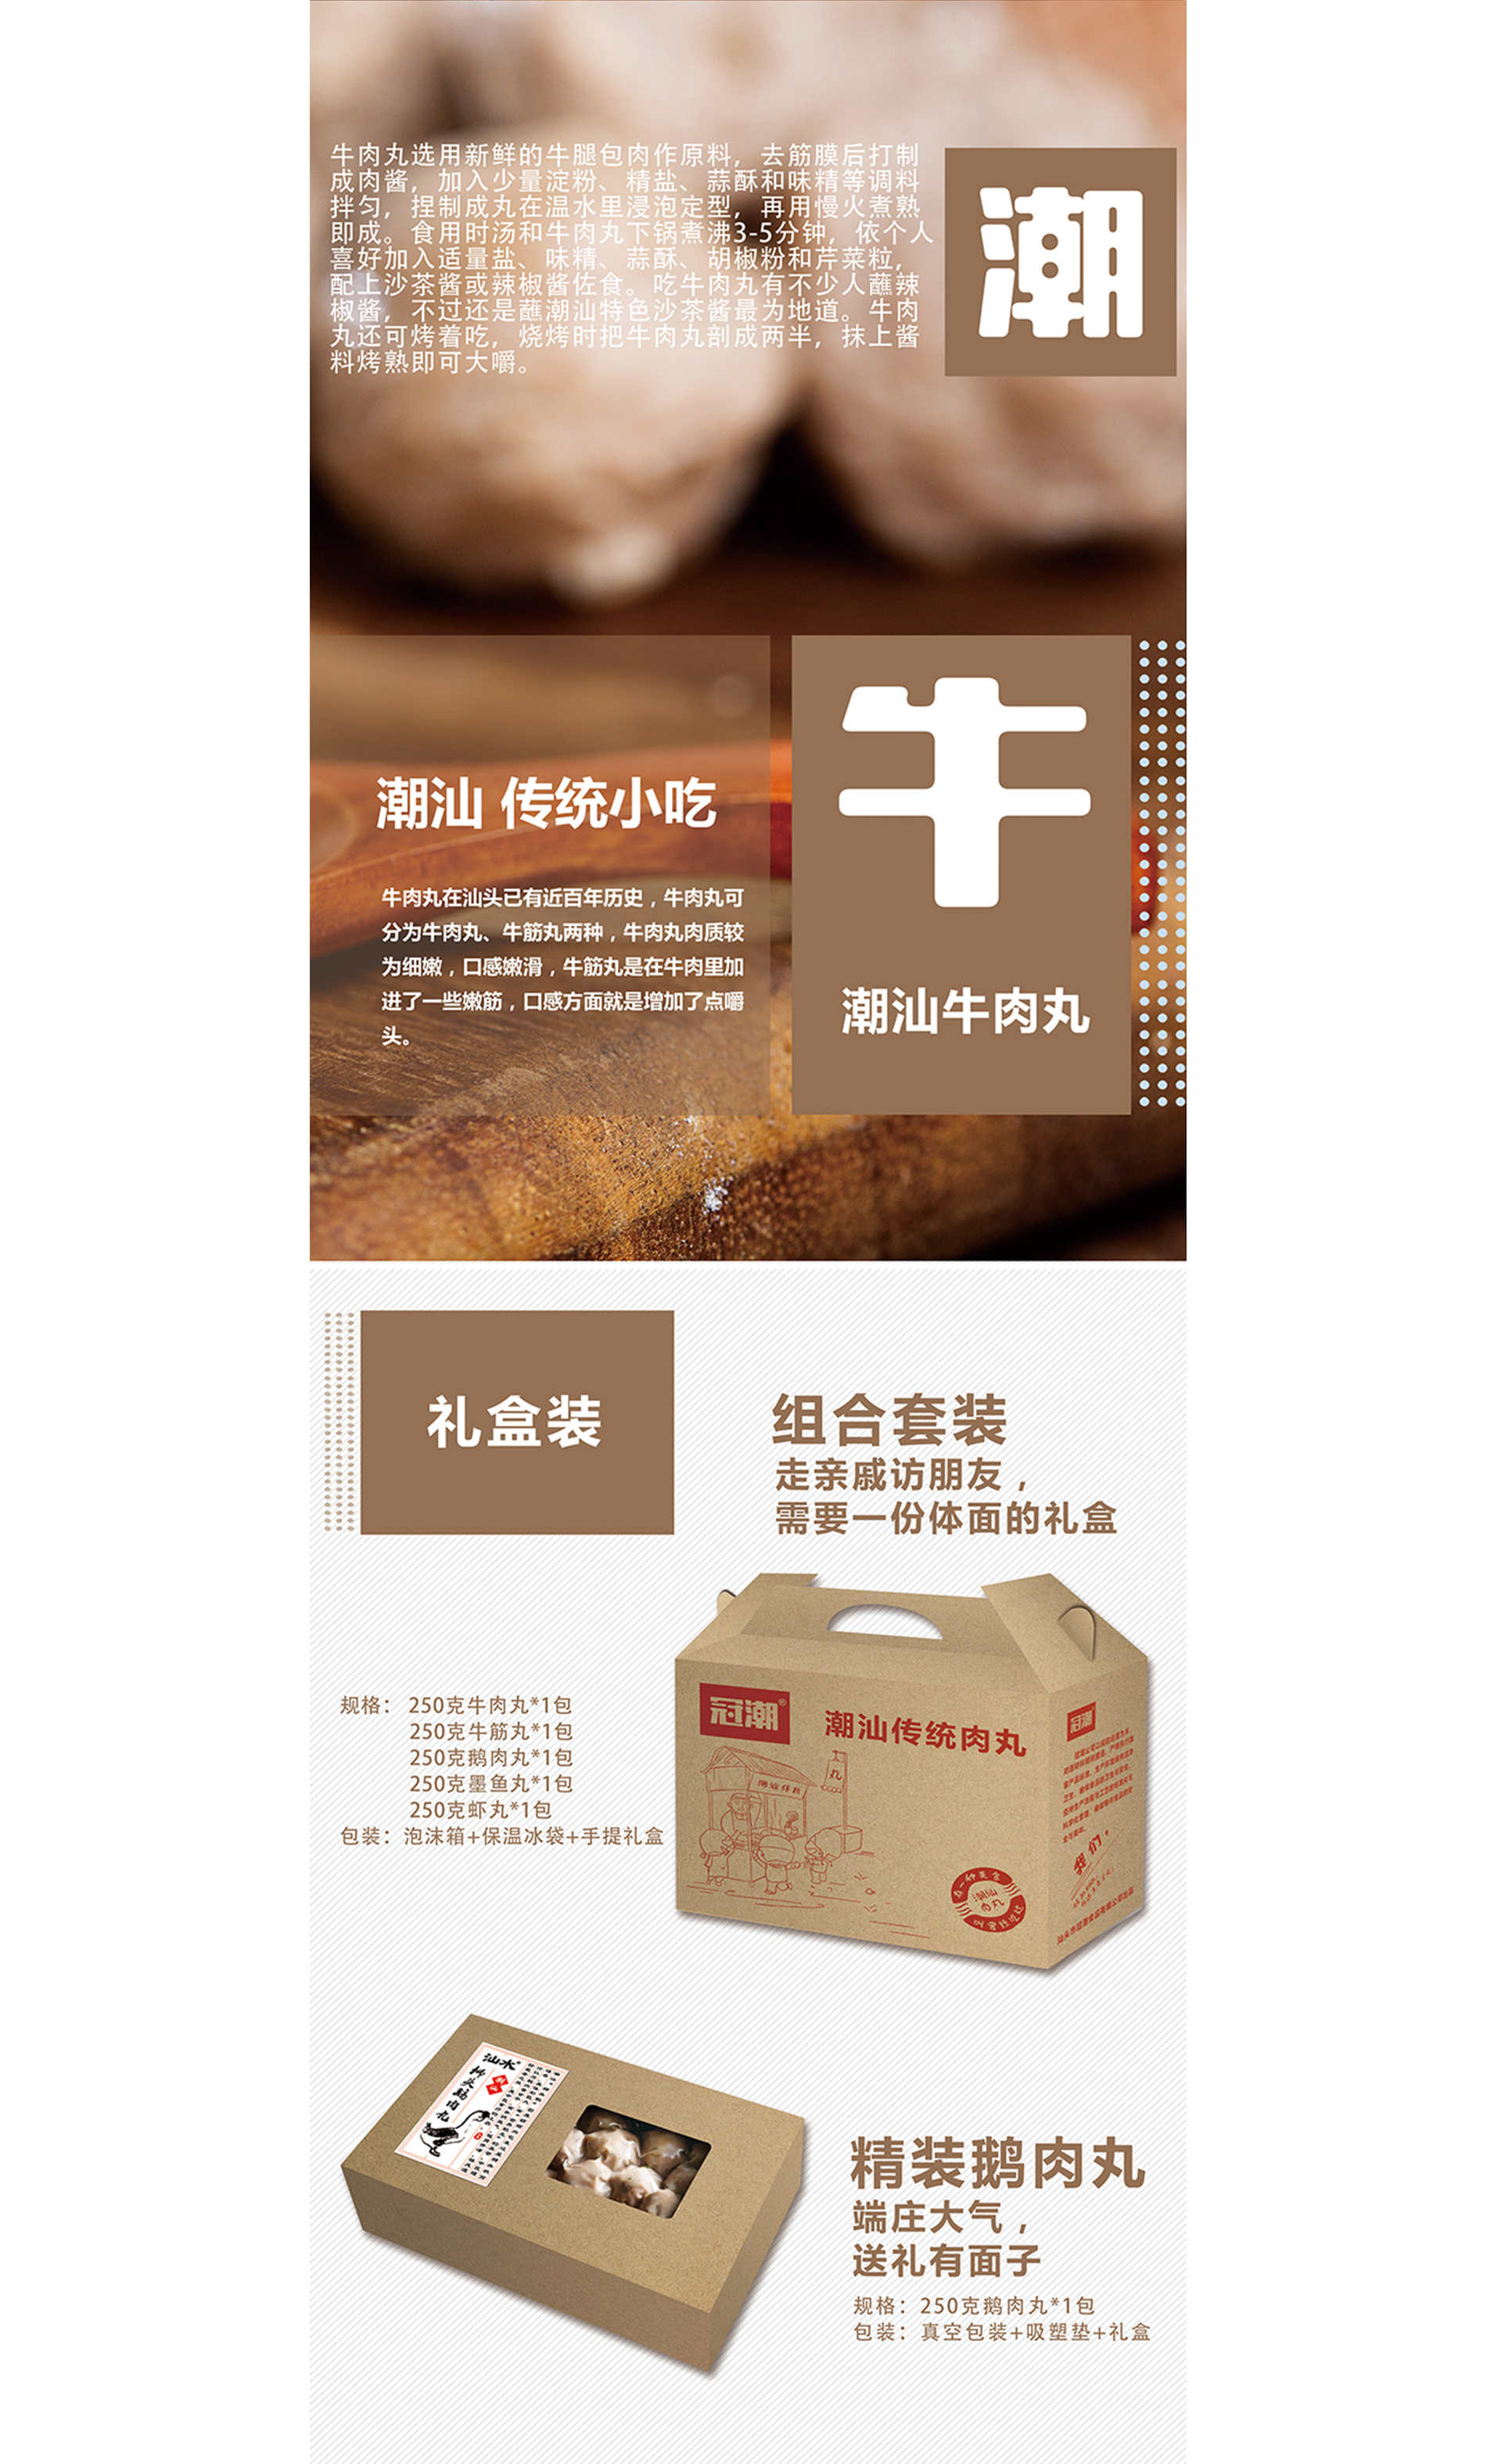 牛肉丸选用新鲜的牛腿包肉作原料，去筋膜后打制
成肉酱，加入少量淀粉、精盐、蒜酥和味精等调料
拌匀，捏制成丸在温水里浸泡定型，再用慢火煮熟
即成。食用时汤和牛肉丸下锅煮沸3-5分钟，依个人
喜好加入适量盐、味精、蒜酥、胡椒粉和芹菜粒，
配上沙茶酱或辣椒酱佐食。吃牛肉丸有不少人蘸辣
椒酱，不过还是蘸潮汕特色沙茶酱最为地道。牛肉
丸还可烤着吃，烧烤时把牛肉丸剖成两半，抹上酱
料烤熟即可大嚼。
潮
潮汕 传统小吃
牛肉丸在汕头已有近百年历史，牛肉丸可
分为牛肉丸、牛筋丸两种，牛肉丸肉质较
为细嫩，口感嫩滑，牛筋丸是在牛肉里加
进了一些嫩筋，口感方面就是增加了点嚼
头。
牛
潮汕牛肉丸
礼盒装
组合套装
走亲戚访朋友，
需要一份体面的礼盒
规格： 250克牛肉丸*1包
250克牛筋丸*1包
250克鹅肉丸*1包
250克墨鱼丸*1包
250克虾丸*1包
包装：泡沫箱+保温冰袋+手提礼盒
冠潮®
潮汕传统肉丸
丸
潮汕
肉丸
冠潮
我们，
汕水
狮头鹅肉丸
精装鹅肉丸
端庄大气，
送礼有面子
规格：250克鹅肉丸*1包
包装：真空包装+吸塑垫+礼盒